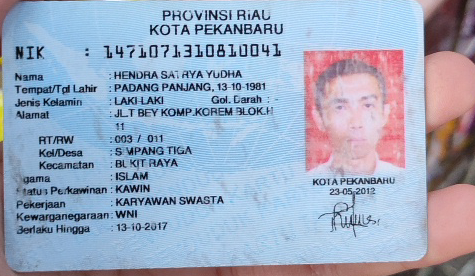 PROVINSI RIAU
KOTA PEKANBARU
NIK : 1471071310810041
Nama : HENDRA SATRYA YUDHA
Tempat/Tgl Lahir : PADANG PANJANG, 13-10-1981
Jenis Kelamin : LAKI-LAKI Gol. Darah : -
Alamat : JL.T BEY KOMP.KOREM BLOK.H
11
RT/RW : 003 / 011
Kel/Desa : SIMPANG TIGA
Kecamatan : BUKIT RAYA
Agama : ISLAM
Status Perkawinan : KAWIN
Pekerjaan : KARYAWAN SWASTA
Kewarganegaraan : WNI
Berlaku Hingga : 13-10-2017
KOTA PEKANBARU
23-05-2012